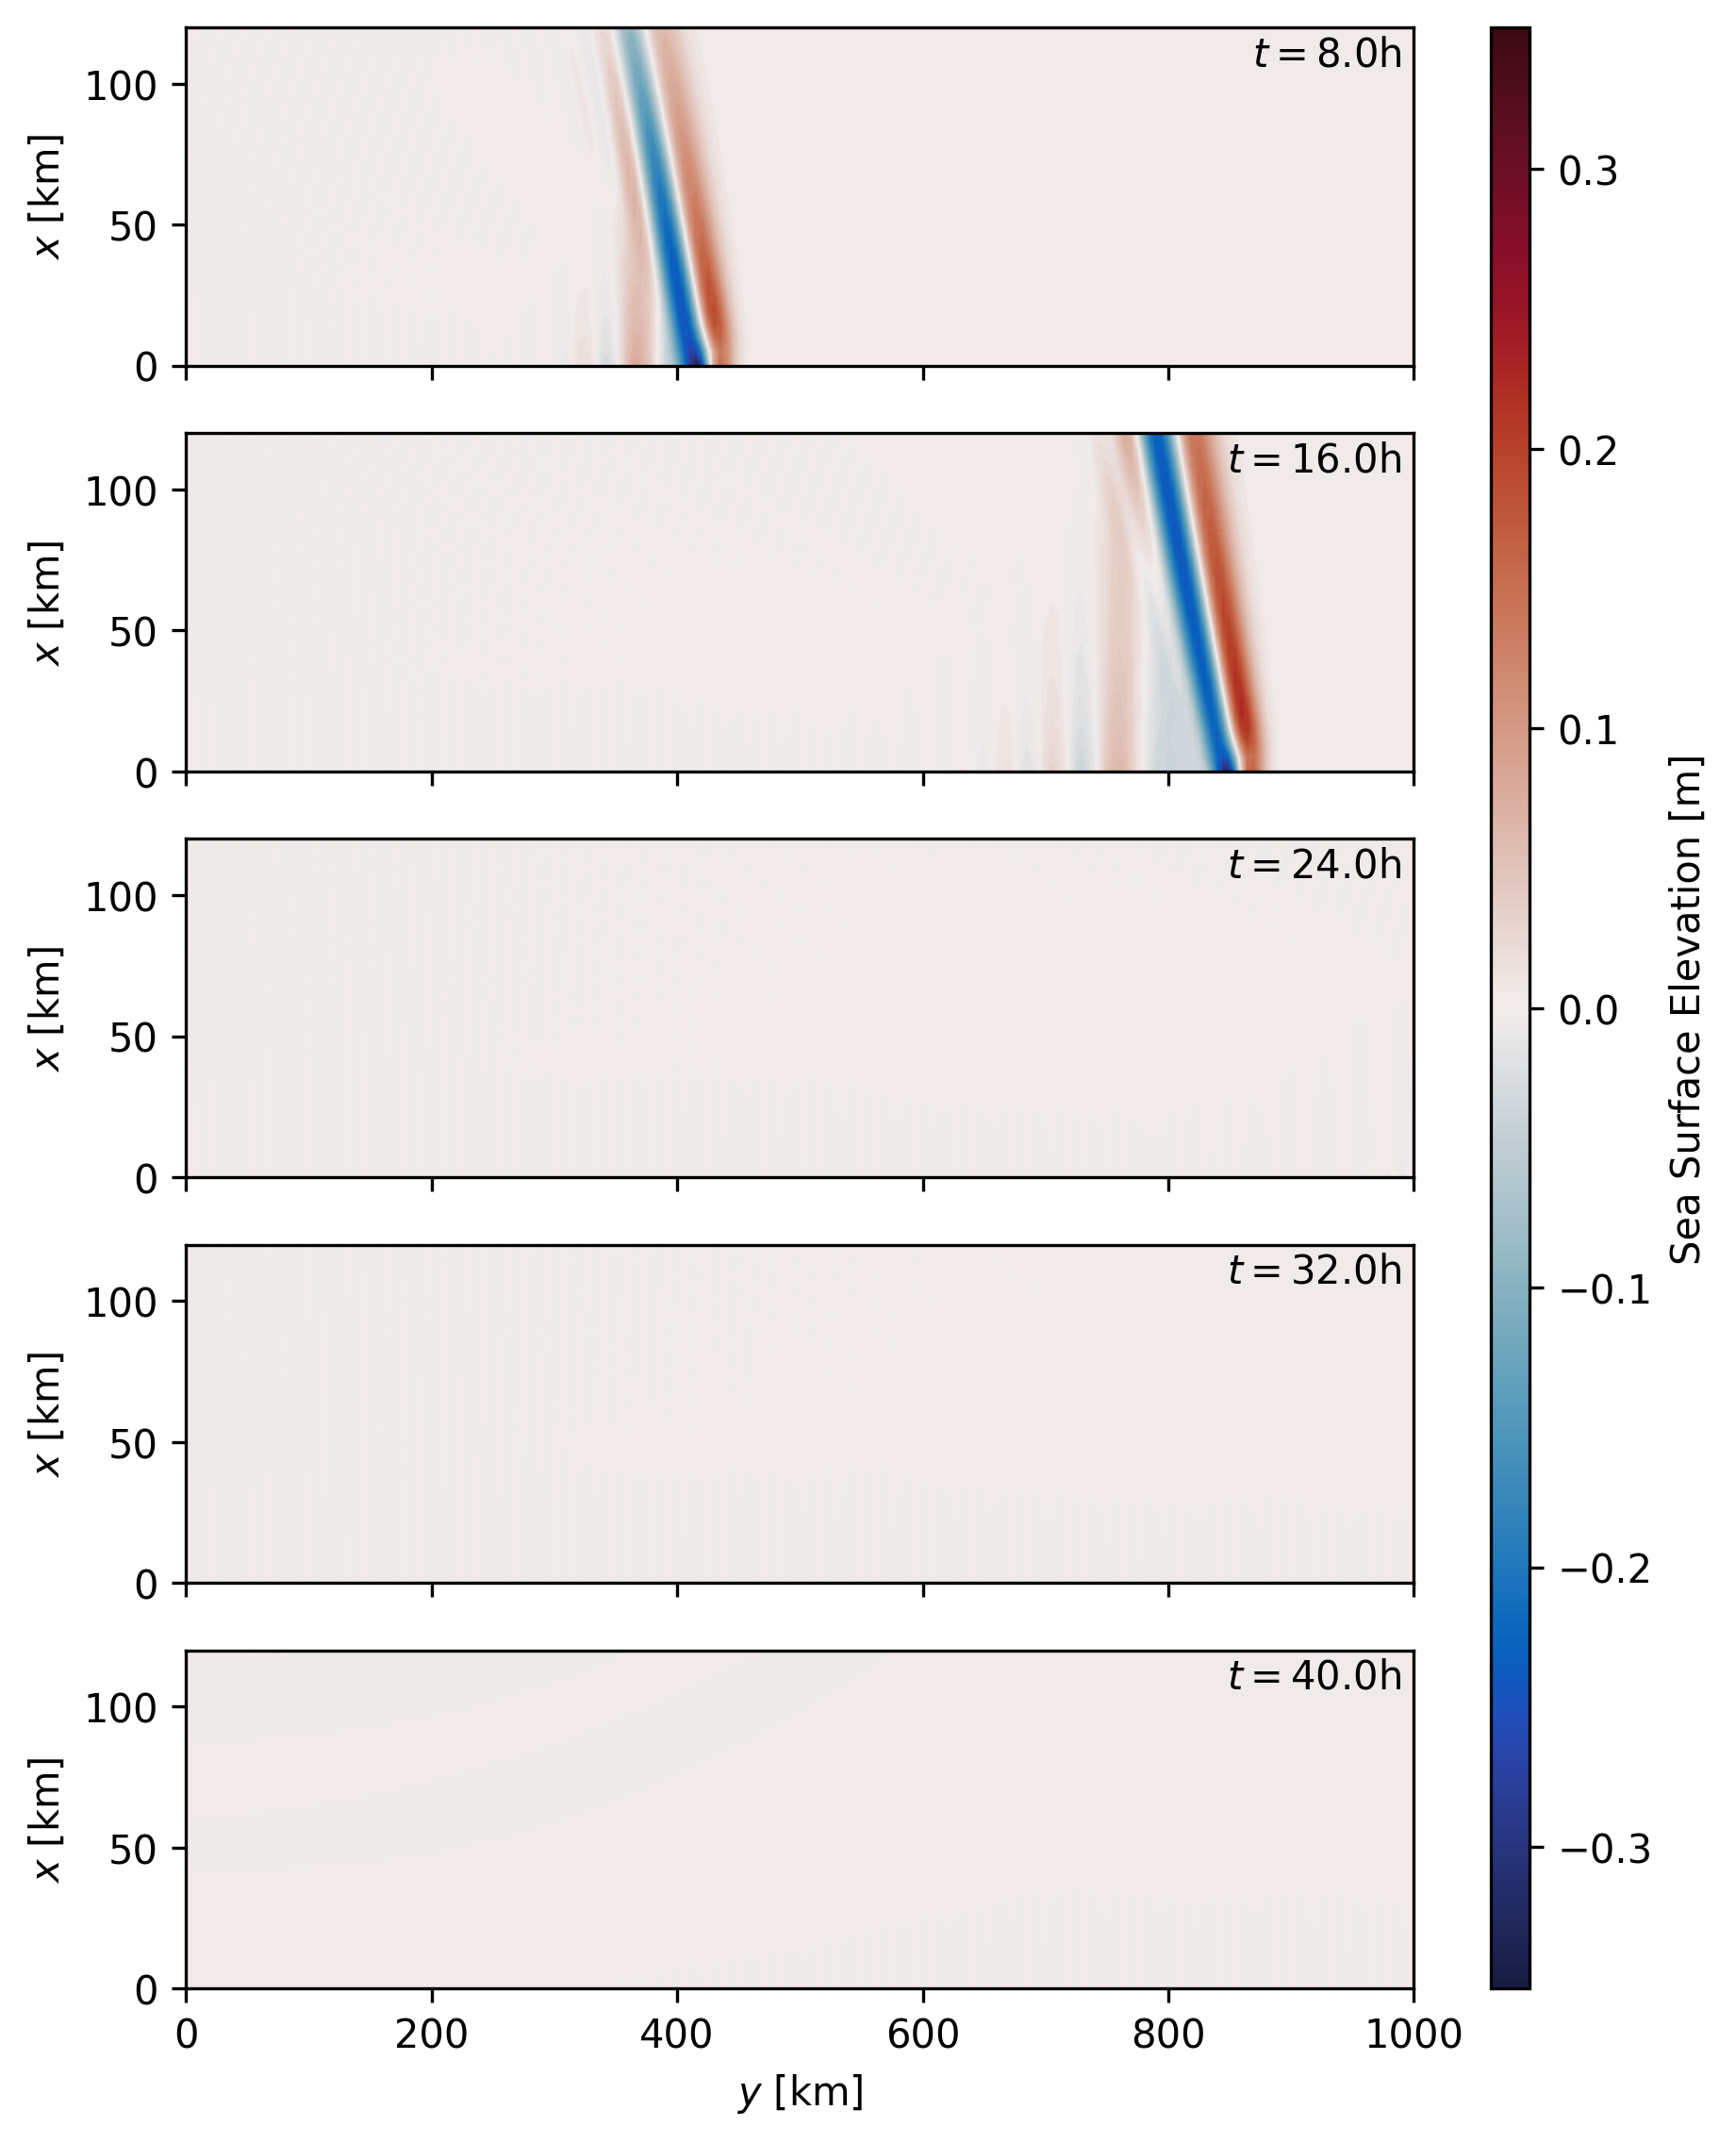 t = 8.0h
x [km]
100
50
0
t = 16.0h
x [km]
100
50
0
t = 24.0h
x [km]
100
50
0
t = 32.0h
x [km]
100
50
0
t = 40.0h
x [km]
100
50
0
0 200 400 600 800 1000
y [km]
0.3
0.2
0.1
0.0
−0.1
−0.2
−0.3
Sea Surface Elevation [m]